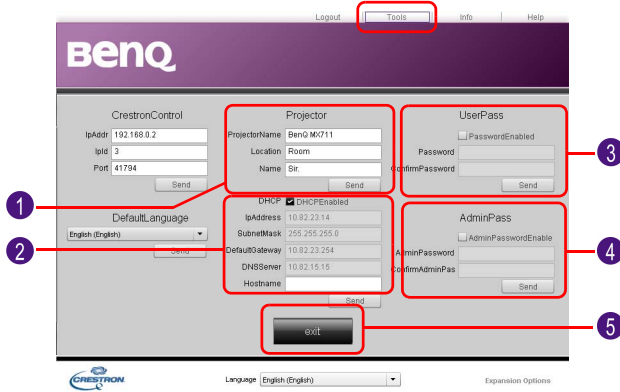 Logout Tools Info Help
BenQ
CrestronControl
IpAddr 192.168.0.2
IpId 3
Port 41794
Send
Projector
ProjectorName BenQ MX711
Location Room
Name Sir.
Send
UserPass
PasswordEnabled
Password
ConfirmPassword
Send
1
3
DefaultLanguage
English (English)
Send
DHCP DHCPEnabled
IpAddress 10.82.23.14
SubnetMask 255.255.255.0
DefaultGateway 10.82.23.254
DNSServer 10.82.15.15
Hostname
Send
AdminPass
AdminPasswordEnable
AdminPassword
ConfirmAdminPas
Send
2
4
exit
5
CRESTRON
Language English (English)
Expansion Options